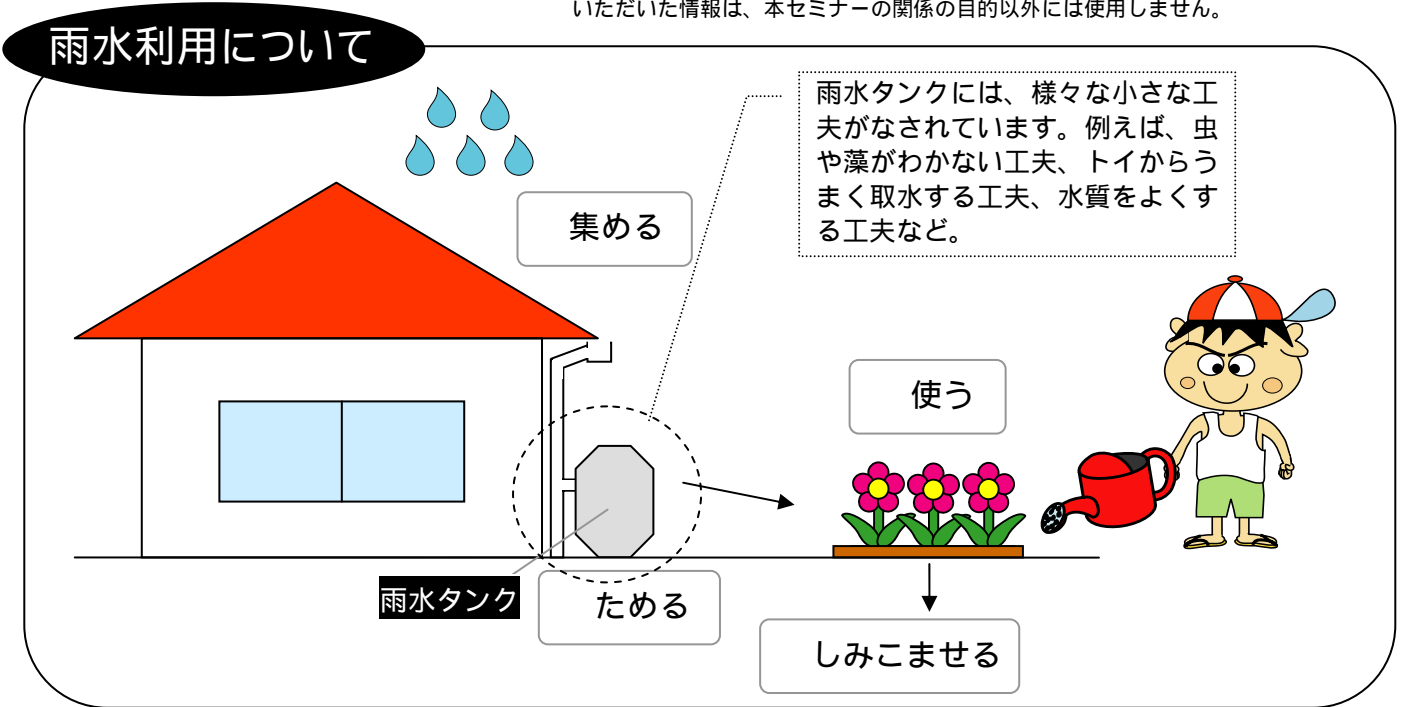 いただいた情報は、本セミナーの関係の目的以外には使用しません。
雨水利用について
雨水タンクには、様々な小さな工
夫がなされています。例えば、虫
や藻がわかない工夫、トイからう
まく取水する工夫、水質をよくす
る工夫など。
集める
使う
雨水タンク
ためる
しみこませる